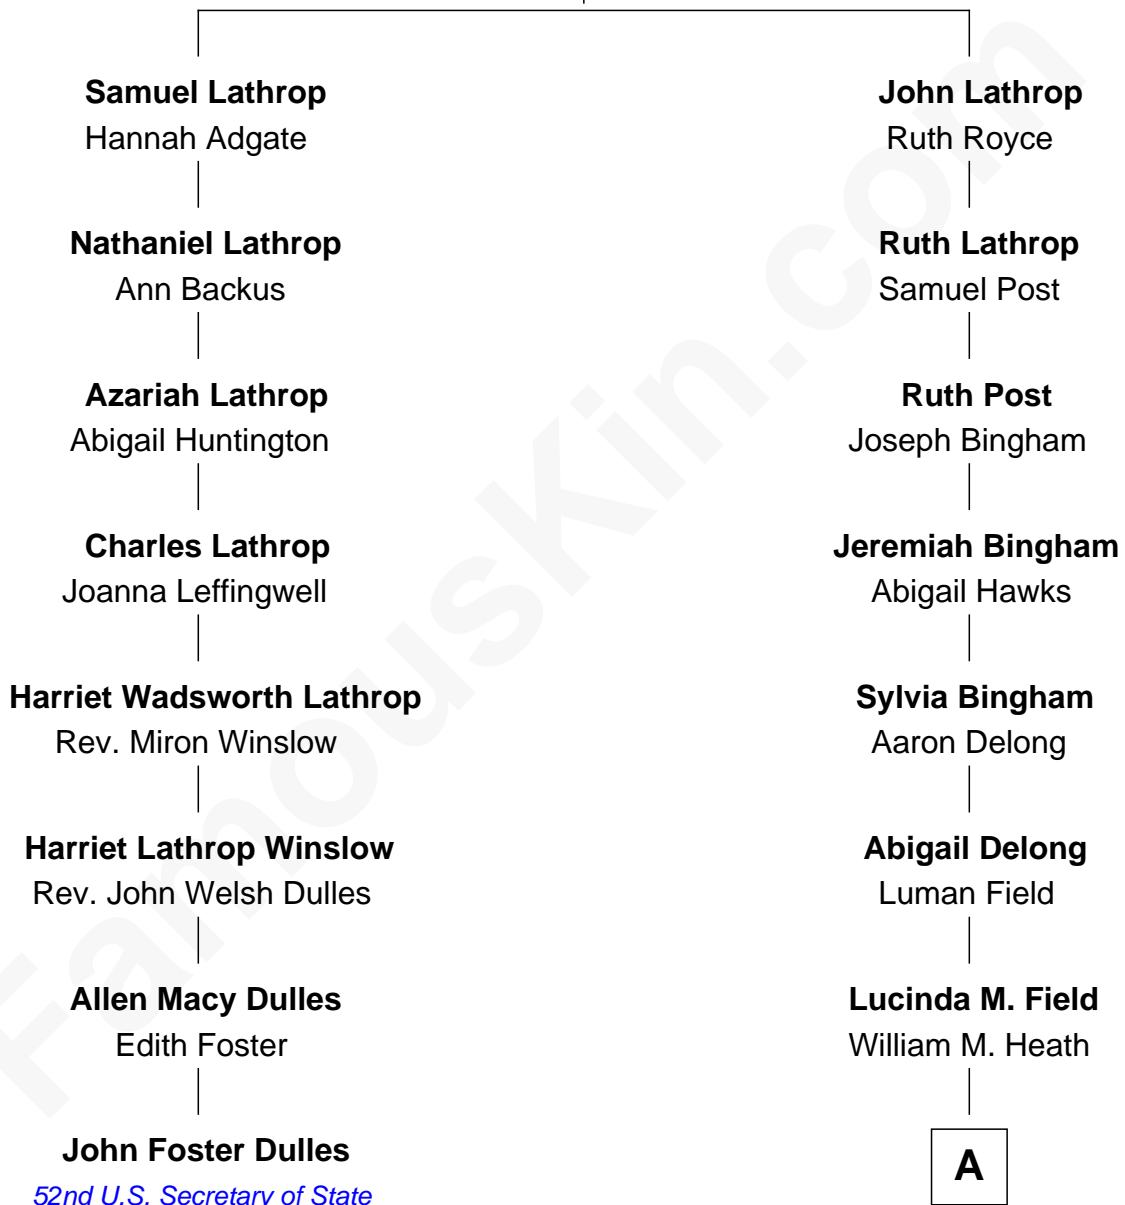 Samuel Lathrop
Hannah Adgate
Nathaniel Lathrop
Ann Backus
Azariah Lathrop
Abigail Huntington
Charles Lathrop
Joanna Leffingwell
Harriet Wadsworth Lathrop
Rev. Miron Winslow
Harriet Lathrop Winslow
Rev. John Welsh Dulles
Allen Macy Dulles
Edith Foster
John Foster Dulles
52nd U.S. Secretary of State
John Lathrop
Ruth Royce
Ruth Lathrop
Samuel Post
Ruth Post
Joseph Bingham
Jeremiah Bingham
Abigail Hawks
Sylvia Bingham
Aaron Delong
Abigail Delong
Luman Field
Lucinda M. Field
William M. Heath
A
FamousKin.com